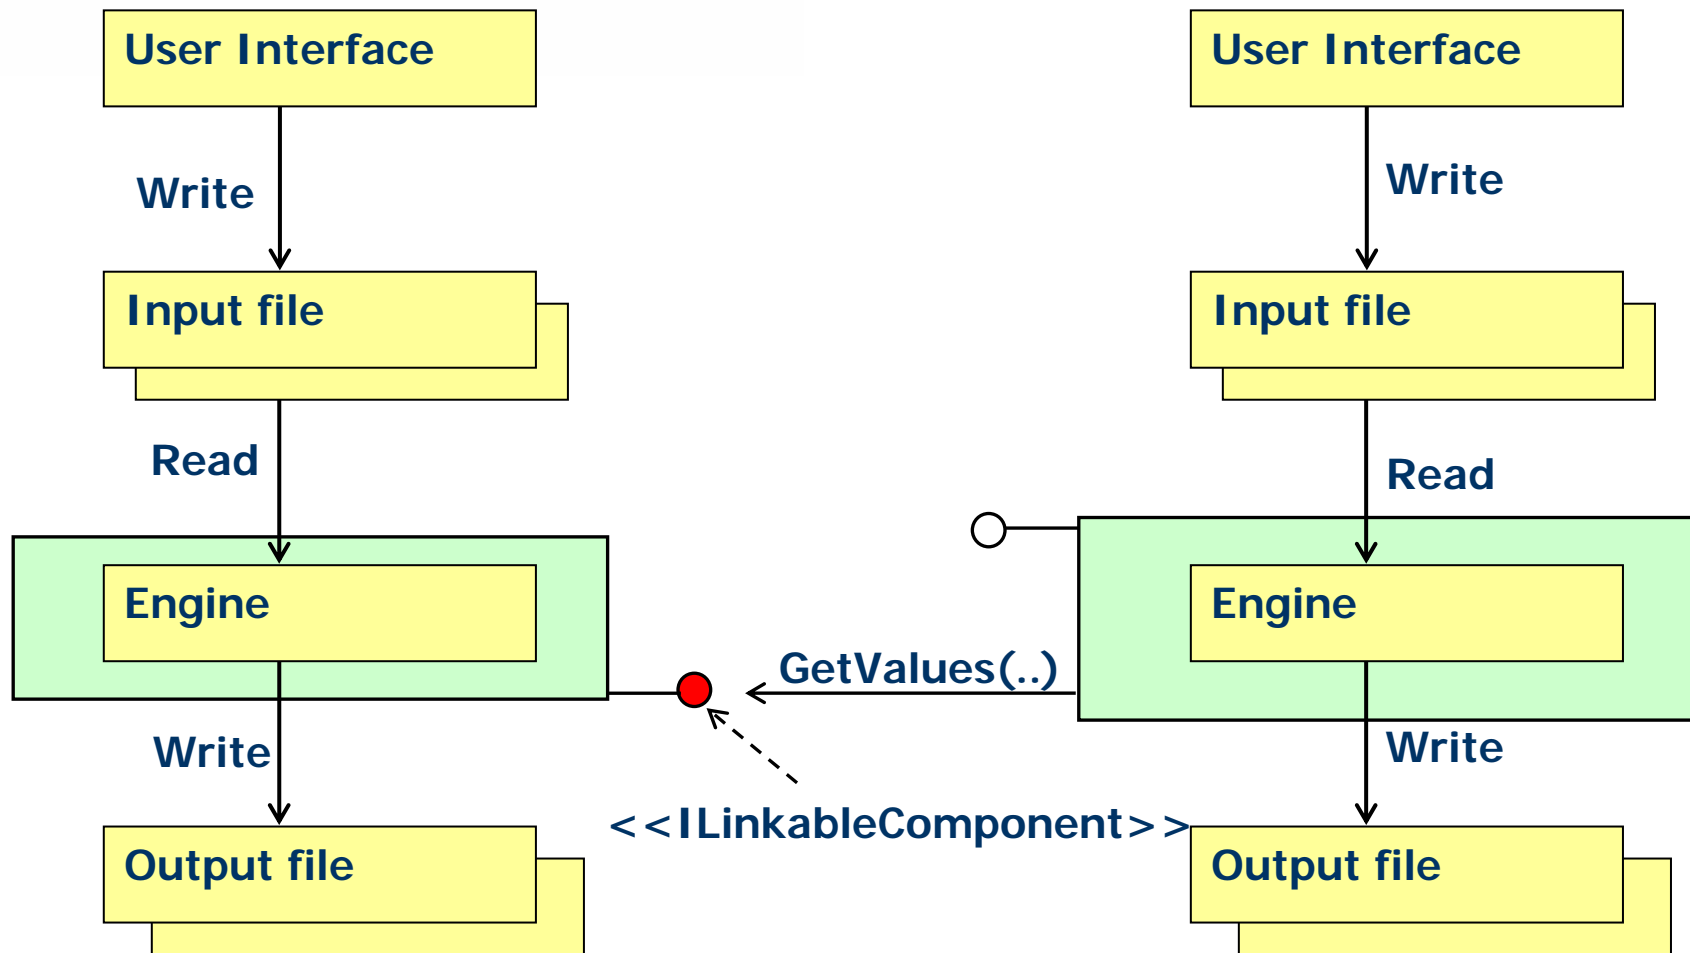 User Interface
User Interface
Write
Write
Input file
Input file
Read
Read
Engine
Engine
GetValues(..)
Write
Write
<<ILinkableComponent>>
Output file
Output file